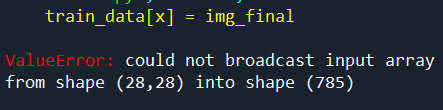 train_data[x] = img_final
ValueError: could not broadcast input array
from shape (28,28) into shape (785)